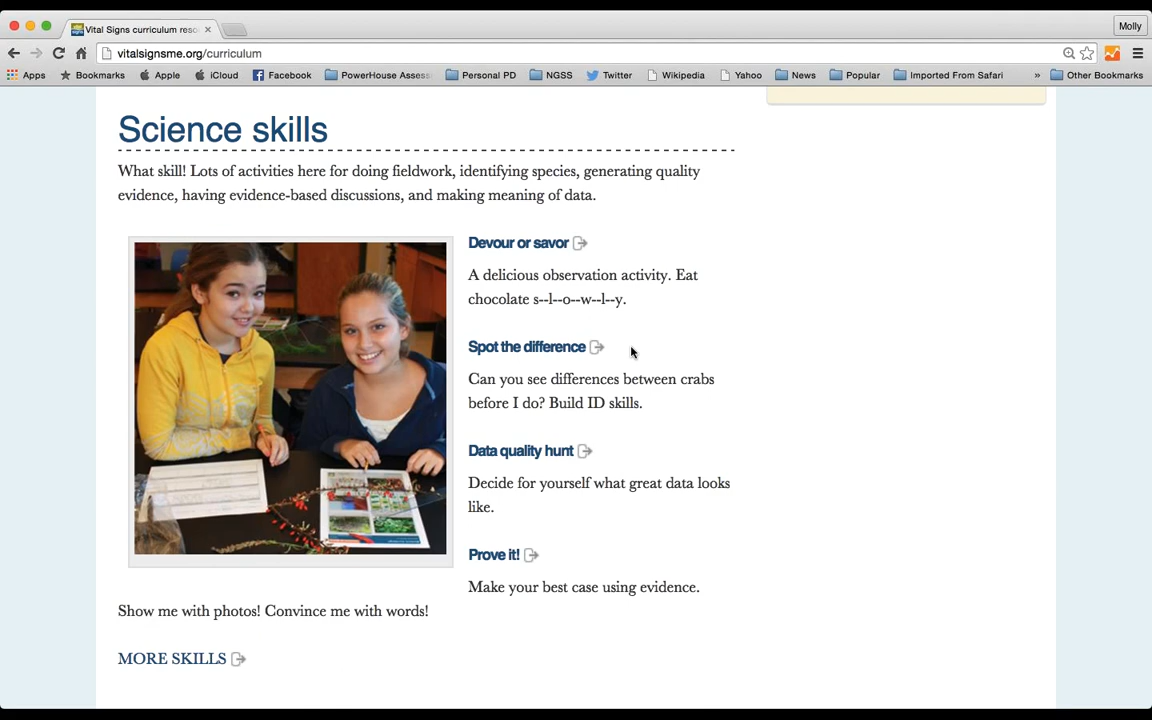 Vital Signs curriculum reso
Molly
vitalsignsme.org/curriculum
Apps Bookmarks Apple iCloud Facebook PowerHouse Assess Personal PD NGSS Twitter Wikipedia Yahoo News Popular Imported From Safari » Other Bookmarks
Science skills
What skill! Lots of activities here for doing fieldwork, identifying species, generating quality
evidence, having evidence-based discussions, and making meaning of data.
Devour or savor
A delicious observation activity. Eat
chocolate s--l--o--w--l--y.
Spot the difference
Can you see differences between crabs
before I do? Build ID skills.
Data quality hunt
Decide for yourself what great data looks
like.
Prove it!
Make your best case using evidence.
Show me with photos! Convince me with words!
MORE SKILLS